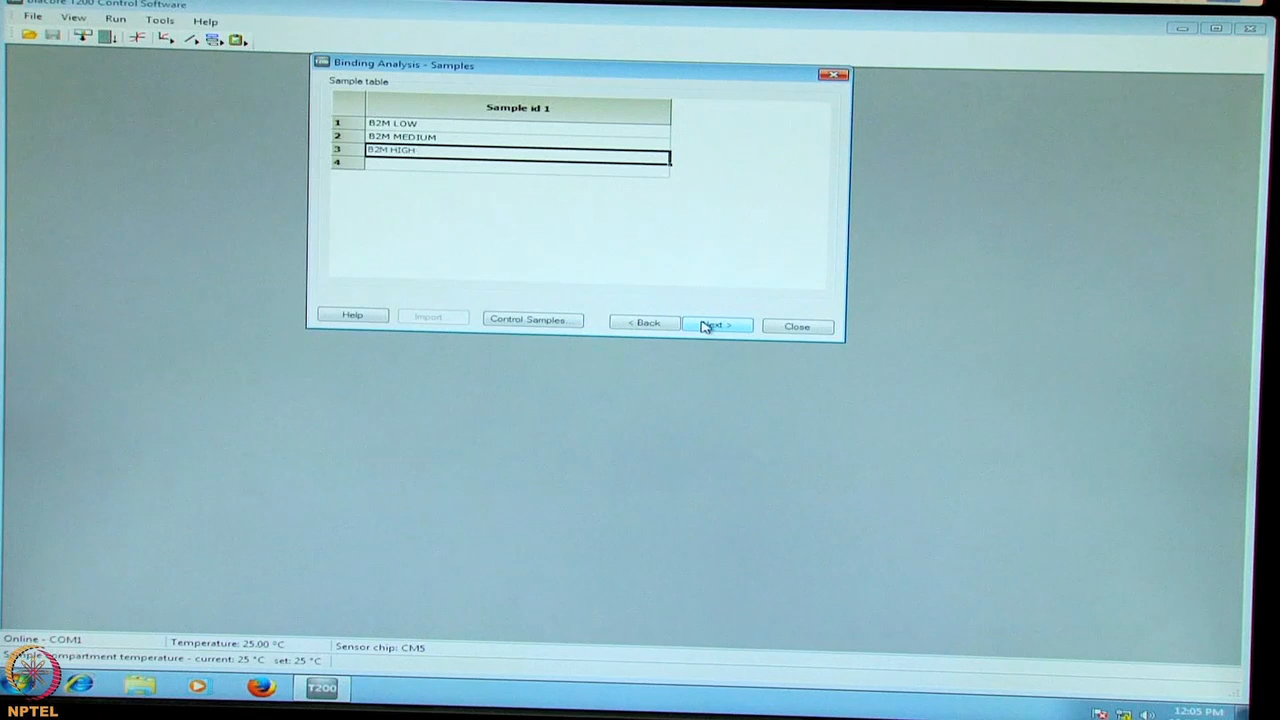 Biacore T200 Control Software
File View Run Tools Help
Binding Analysis - Samples
Sample table
Sample id 1
1 B2M LOW
2 B2M MEDIUM
3 B2M HIGH
4
Help Import... Control Samples... < Back Next > Close
Online - COM1 Temperature: 25.00 °C Sensor chip: CM5
Sample compartment temperature - current: 25 °C set: 25 °C
T200
NPTEL
12:05 PM